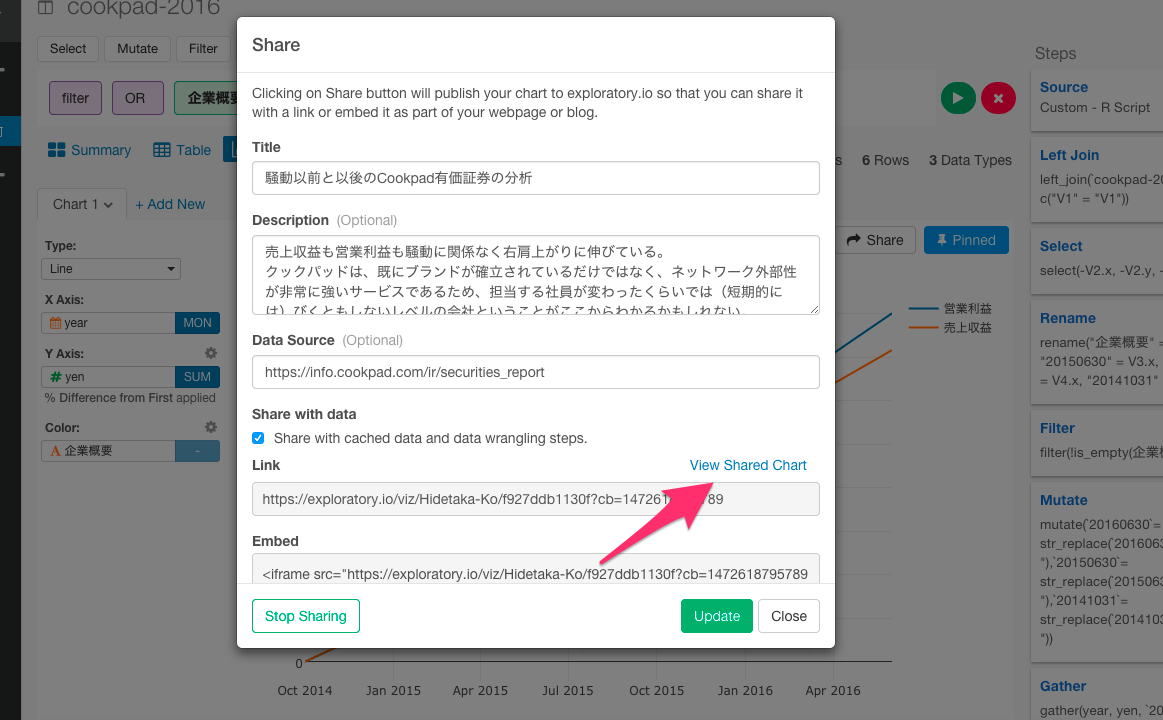 cookpad-2016
Select
Mutate
Filter
filter
OR
企業概要
Summary
Table
6 Rows
3 Data Types
Chart 1
+ Add New
Share
Pinned
Type:
Line
X Axis:
year
MON
Y Axis:
yen
SUM
% Difference from First applied
Color:
企業概要
-
Share
Clicking on Share button will publish your chart to exploratory.io so that you can share it
with a link or embed it as part of your webpage or blog.
Title
騒動以前と以後のCookpad有価証券の分析
Description (Optional)
売上収益も営業利益も騒動に関係なく右肩上がりに伸びている。
クックパッドは、既にブランドが確立されているだけではなく、ネットワーク外部性
が非常に強いサービスであるため、担当する社員が変わったくらいでは（短期的に
は）びくともしないレベルの会社ということがここからわかるかもしれない。
Data Source (Optional)
https://info.cookpad.com/ir/securities_report
Share with data
Share with cached data and data wrangling steps.
Link
View Shared Chart
https://exploratory.io/viz/Hidetaka-Ko/f927ddb1130f?cb=147261 89
Embed
<iframe src="https://exploratory.io/viz/Hidetaka-Ko/f927ddb1130f?cb=1472618795789
Stop Sharing
Update
Close
営業利益
売上収益
0
Oct 2014
Jan 2015
Apr 2015
Jul 2015
Oct 2015
Jan 2016
Apr 2016
Steps
Source
Custom - R Script
Left Join
left_join(`cookpad-20
c("V1" = "V1"))
Select
select(-V2.x, -V2.y, -
Rename
rename("企業概要" =
"20150630" = V3.x,
= V4.x, "20141031"
Filter
filter(!is_empty(企業
Mutate
mutate(`20160630`=
str_replace(`2016063
"),`20150630`=
str_replace(`2015063
"),`20141031`=
str_replace(`2014103
"))
Gather
gather(year, yen, `20